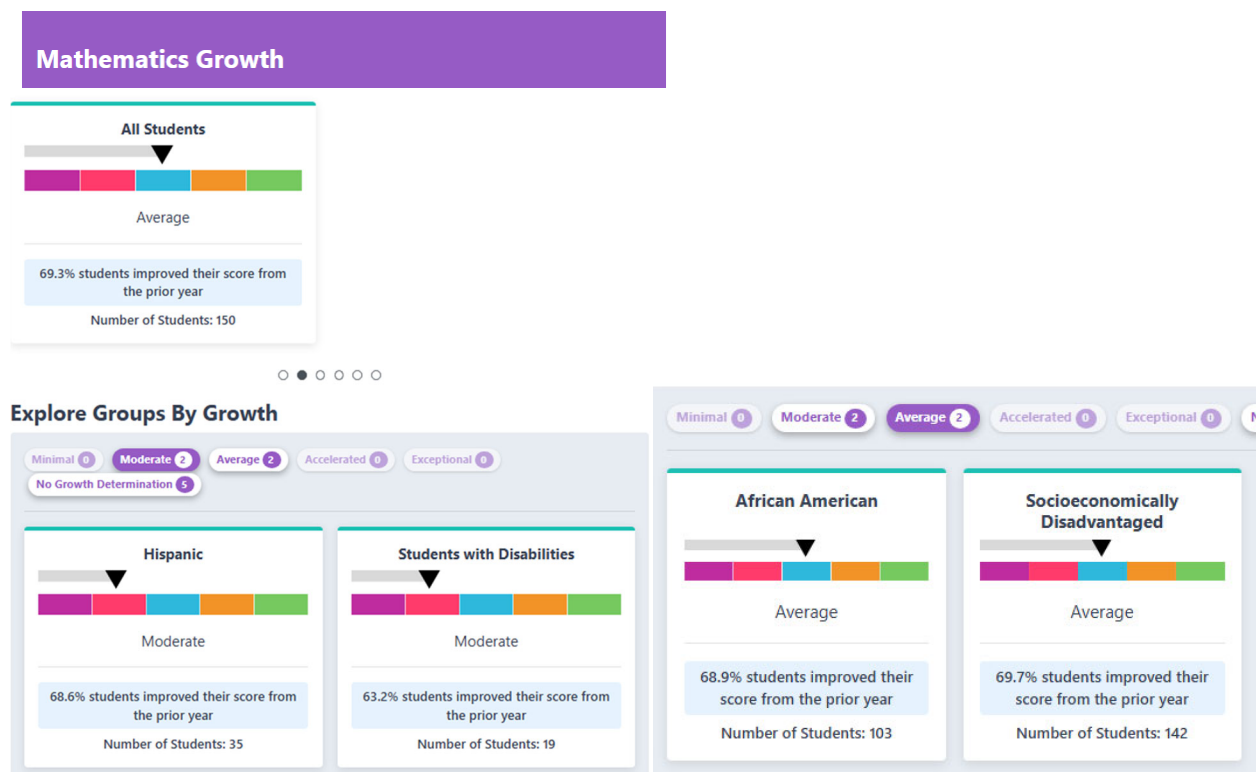 Mathematics Growth
All Students
Average
69.3% students improved their score from
the prior year
Number of Students: 150
Explore Groups By Growth
Minimal 0
Moderate 2
Average 2
Accelerated 0
Exceptional 0
No Growth Determination 5
Hispanic
Moderate
68.6% students improved their score from
the prior year
Number of Students: 35
Students with Disabilities
Moderate
63.2% students improved their score from
the prior year
Number of Students: 19
Minimal 0
Moderate 2
Average 2
Accelerated 0
Exceptional 0
African American
Average
68.9% students improved their
score from the prior year
Number of Students: 103
Socioeconomically
Disadvantaged
Average
69.7% students improved their
score from the prior year
Number of Students: 142